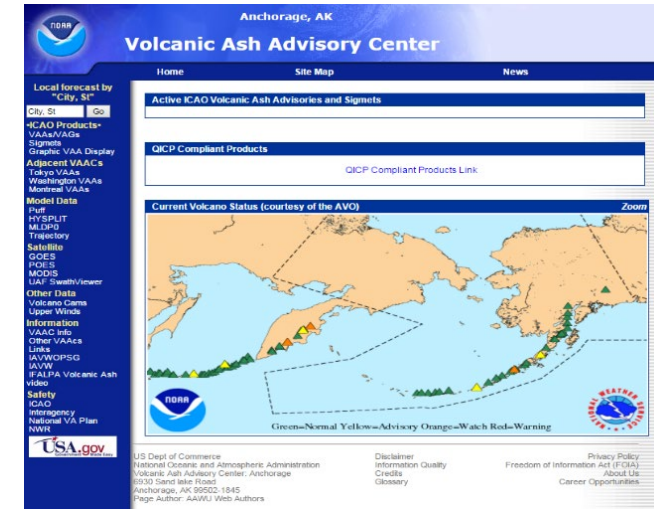 NOAA
Anchorage, AK
Volcanic Ash Advisory Center
Home
Site Map
News
Local forecast by
"City, St"
City, St
Go
•ICAO Products•
VAAs/VAGs
Sigmets
Graphic VAA Display
Adjacent VAACs
Tokyo VAAs
Washington VAAs
Montreal VAAs
Model Data
Puff
HYSPLIT
MLDP0
Trajectory
Satellite
GOES
POES
MODIS
UAF SwathViewer
Other Data
Volcano Cams
Upper Winds
Information
VAAC Info
Other VAACs
Links
IAVWOPSG
IAVW
IFALPA Volcanic Ash
video
Safety
ICAO
Interagency
National VA Plan
NWR
USA.gov
Active ICAO Volcanic Ash Advisories and Sigmets
QICP Compliant Products
QICP Compliant Products Link
Current Volcano Status (courtesy of the AVO)
Zoom
NOAA
Green=Normal Yellow=Advisory Orange=Watch Red=Warning
NATIONAL WEATHER SERVICE
US Dept of Commerce
National Oceanic and Atmospheric Administration
Volcanic Ash Advisory Center: Anchorage
6930 Sand lake Road
Anchorage, AK 99502-1845
Page Author: AAWU Web Authors
Disclaimer
Information Quality
Credits
Glossary
Privacy Policy
Freedom of Information Act (FOIA)
About Us
Career Opportunities